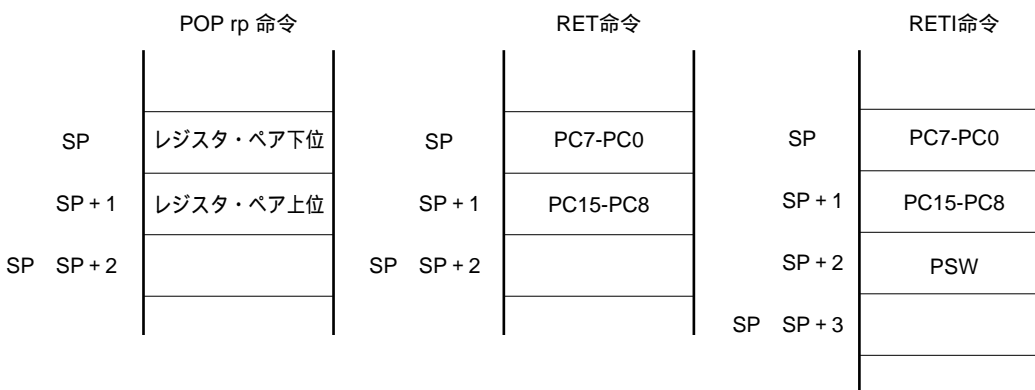 POP rp 命令
SP レジスタ・ペア下位
SP + 1 レジスタ・ペア上位
SP SP + 2
RET命令
SP PC7-PC0
SP + 1 PC15-PC8
SP SP + 2
RETI命令
SP PC7-PC0
SP + 1 PC15-PC8
SP + 2 PSW
SP SP + 3